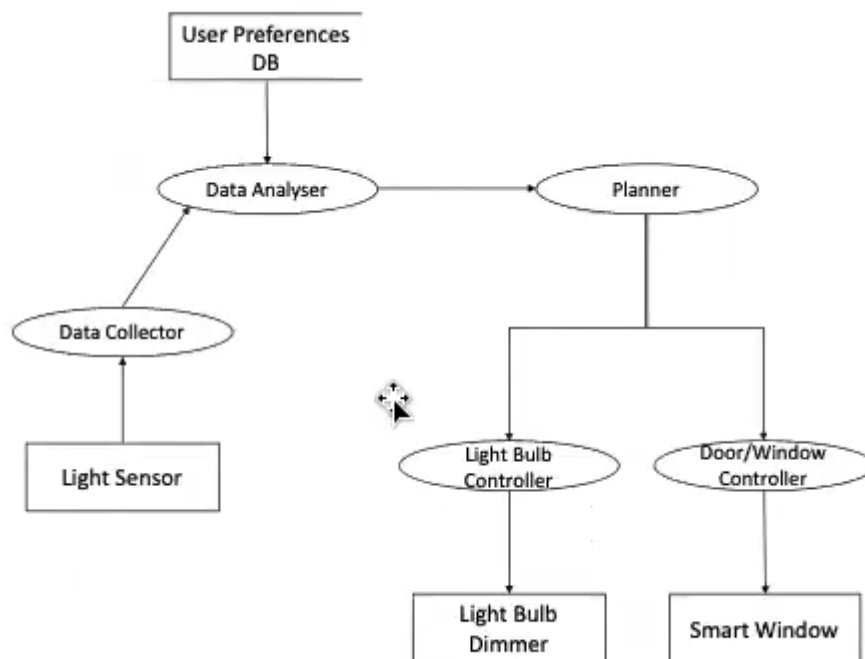 User Preferences
DB
Data Analyser
Planner
Data Collector
Light Sensor
Light Bulb
Controller
Door/Window
Controller
Light Bulb
Dimmer
Smart Window